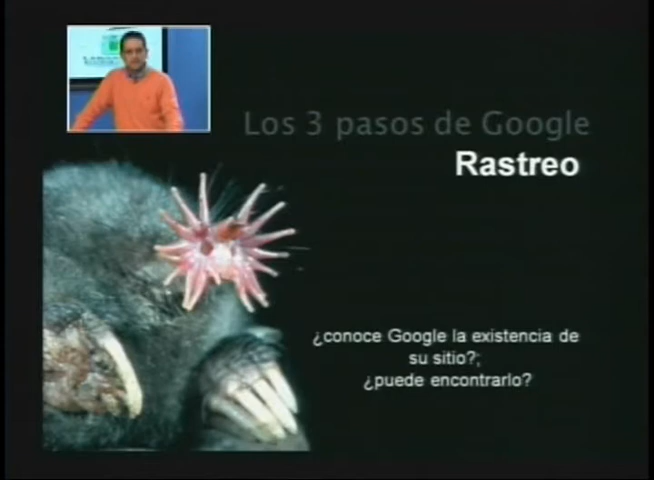 Los 3 pasos de Google
Rastreo
¿conoce Google la existencia de
su sitio?;
¿puede encontrarlo?